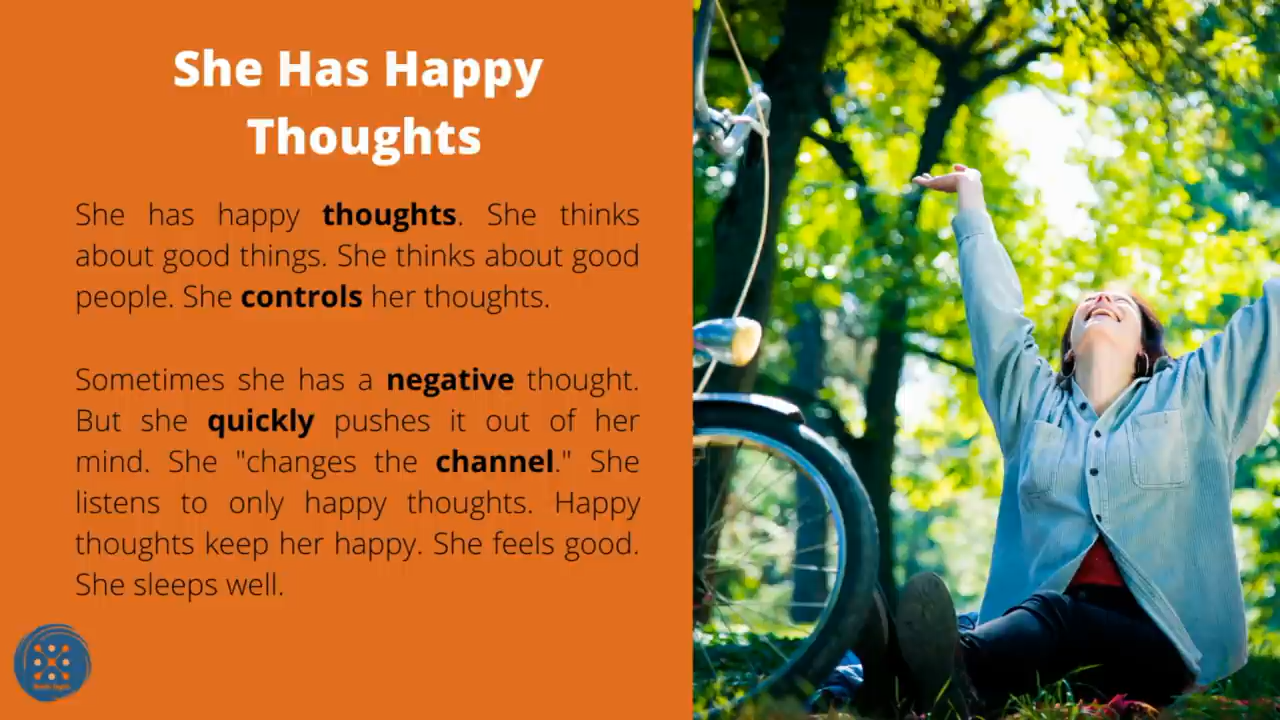 She Has Happy
Thoughts
She has happy thoughts. She thinks
about good things. She thinks about good
people. She controls her thoughts.
Sometimes she has a negative thought.
But she quickly pushes it out of her
mind. She "changes the channel." She
listens to only happy thoughts. Happy
thoughts keep her happy. She feels good.
She sleeps well.